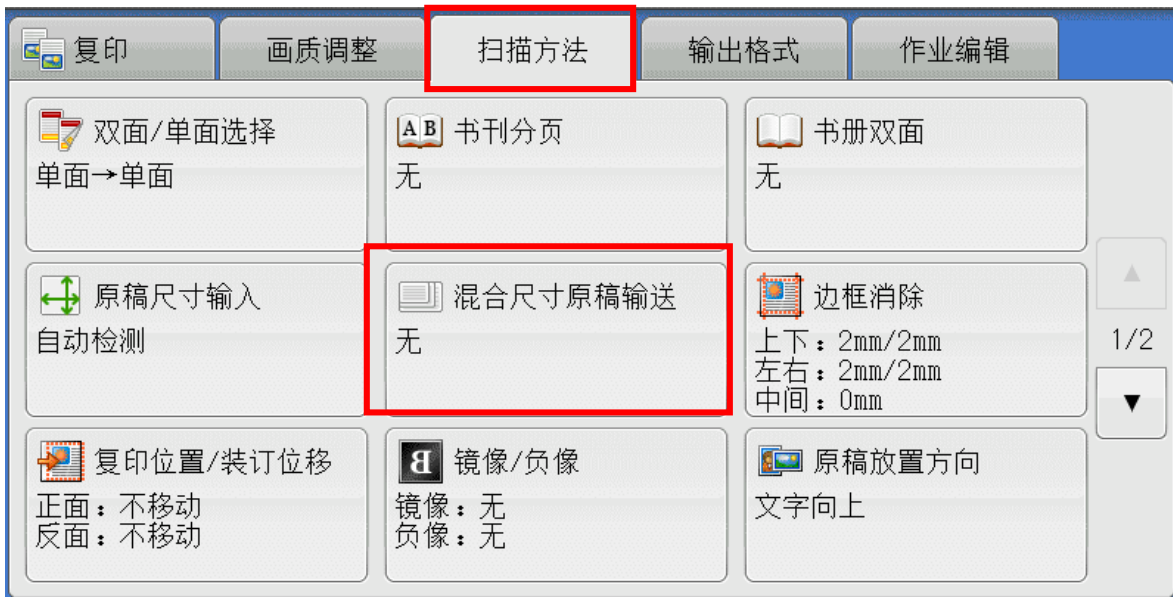 复印
画质调整
扫描方法
输出格式
作业编辑
双面/单面选择
单面→单面
A B 书刊分页
无
书册双面
无
原稿尺寸输入
自动检测
混合尺寸原稿输送
无
边框消除
上下：2mm/2mm
左右：2mm/2mm
中间：0mm
▲
1/2
▼
复印位置/装订位移
正面：不移动
反面：不移动
B 镜像/负像
镜像：无
负像：无
原稿放置方向
文字向上